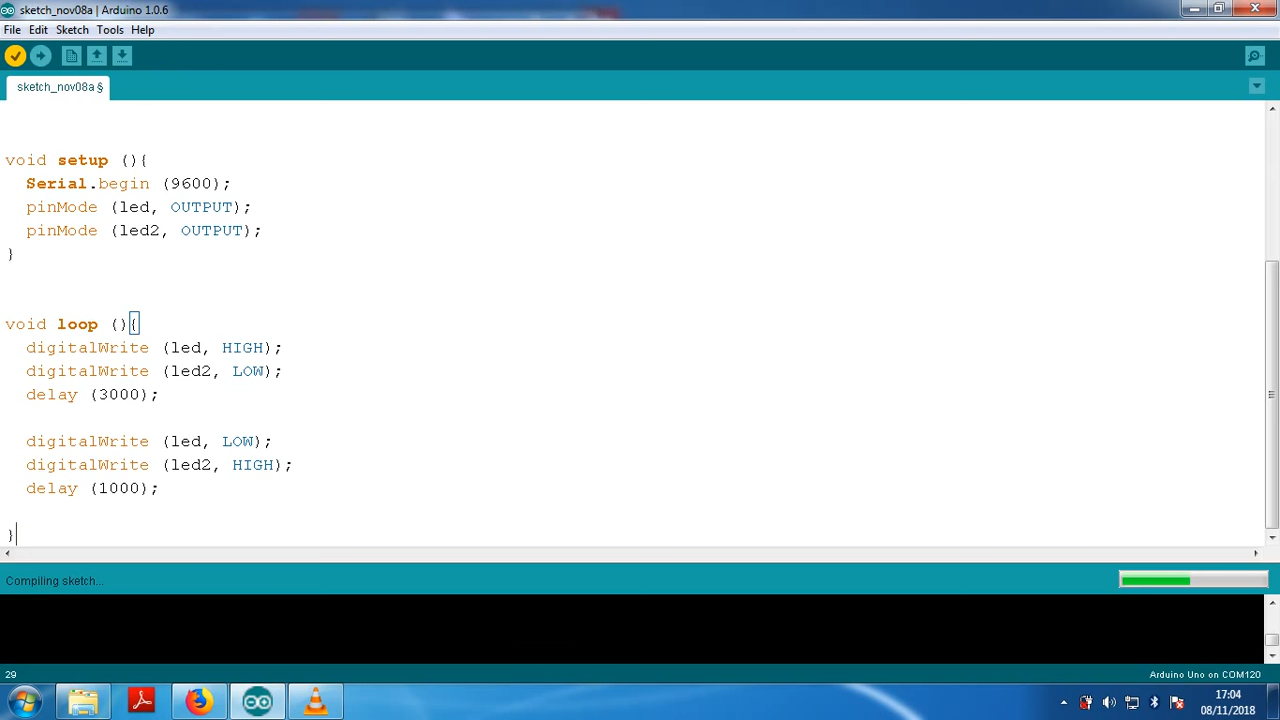 sketch_nov08a | Arduino 1.0.6
File Edit Sketch Tools Help
sketch_nov08a §
void setup (){
Serial.begin (9600);
pinMode (led, OUTPUT);
pinMode (led2, OUTPUT);
}
void loop (){
digitalWrite (led, HIGH);
digitalWrite (led2, LOW);
delay (3000);
digitalWrite (led, LOW);
digitalWrite (led2, HIGH);
delay (1000);
}
Compiling sketch...
29
Arduino Uno on COM120
17:04
08/11/2018